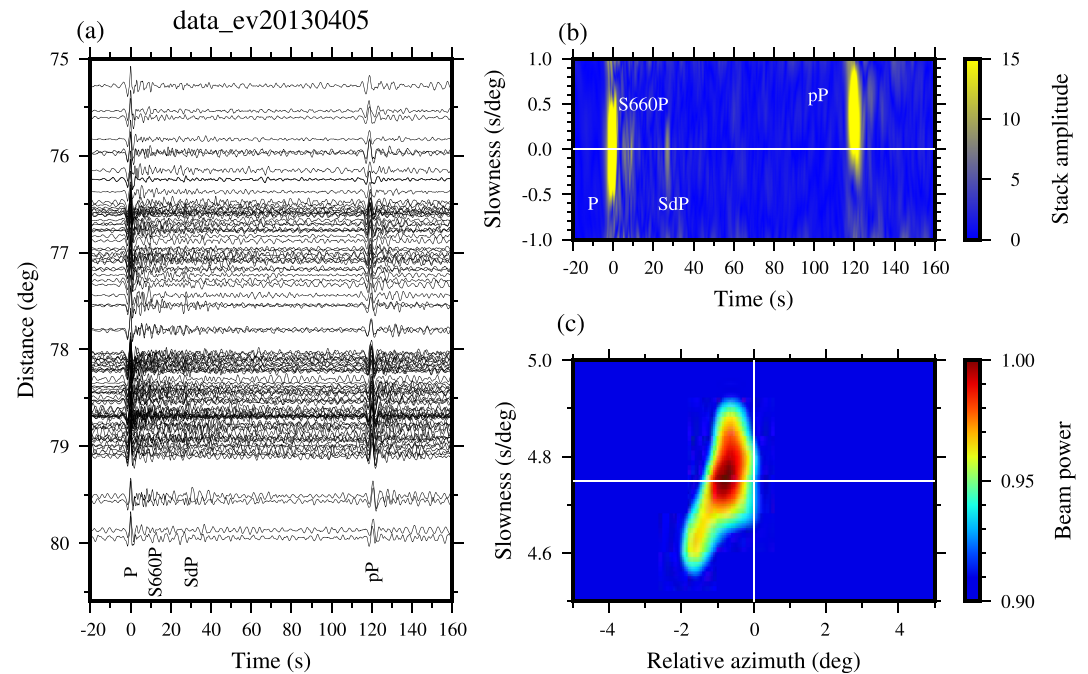 (a)
data_ev20130405
75
76
77
78
79
80
Distance (deg)
P
S660P
SdP
pP
-20 0 20 40 60 80 100 120 140 160
Time (s)
(b)
1.0
0.5
0.0
-0.5
-1.0
Slowness (s/deg)
S660P
pP
P
SdP
-20 0 20 40 60 80 100 120 140 160
Time (s)
15
10
5
0
Stack amplitude
(c)
5.0
4.8
4.6
Slowness (s/deg)
-4 -2 0 2 4
Relative azimuth (deg)
1.00
0.95
0.90
Beam power